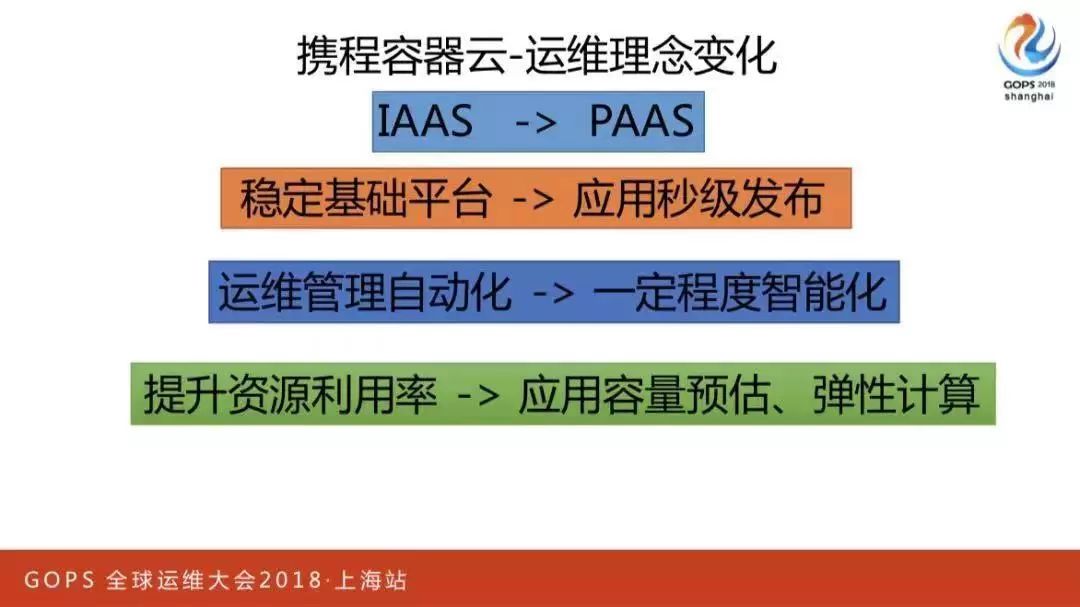 携程容器云-运维理念变化
GOPS 2018
shanghai
IAAS -> PAAS
稳定基础平台 -> 应用秒级发布
运维管理自动化 -> 一定程度智能化
提升资源利用率 -> 应用容量预估、弹性计算
GOPS 全球运维大会2018·上海站